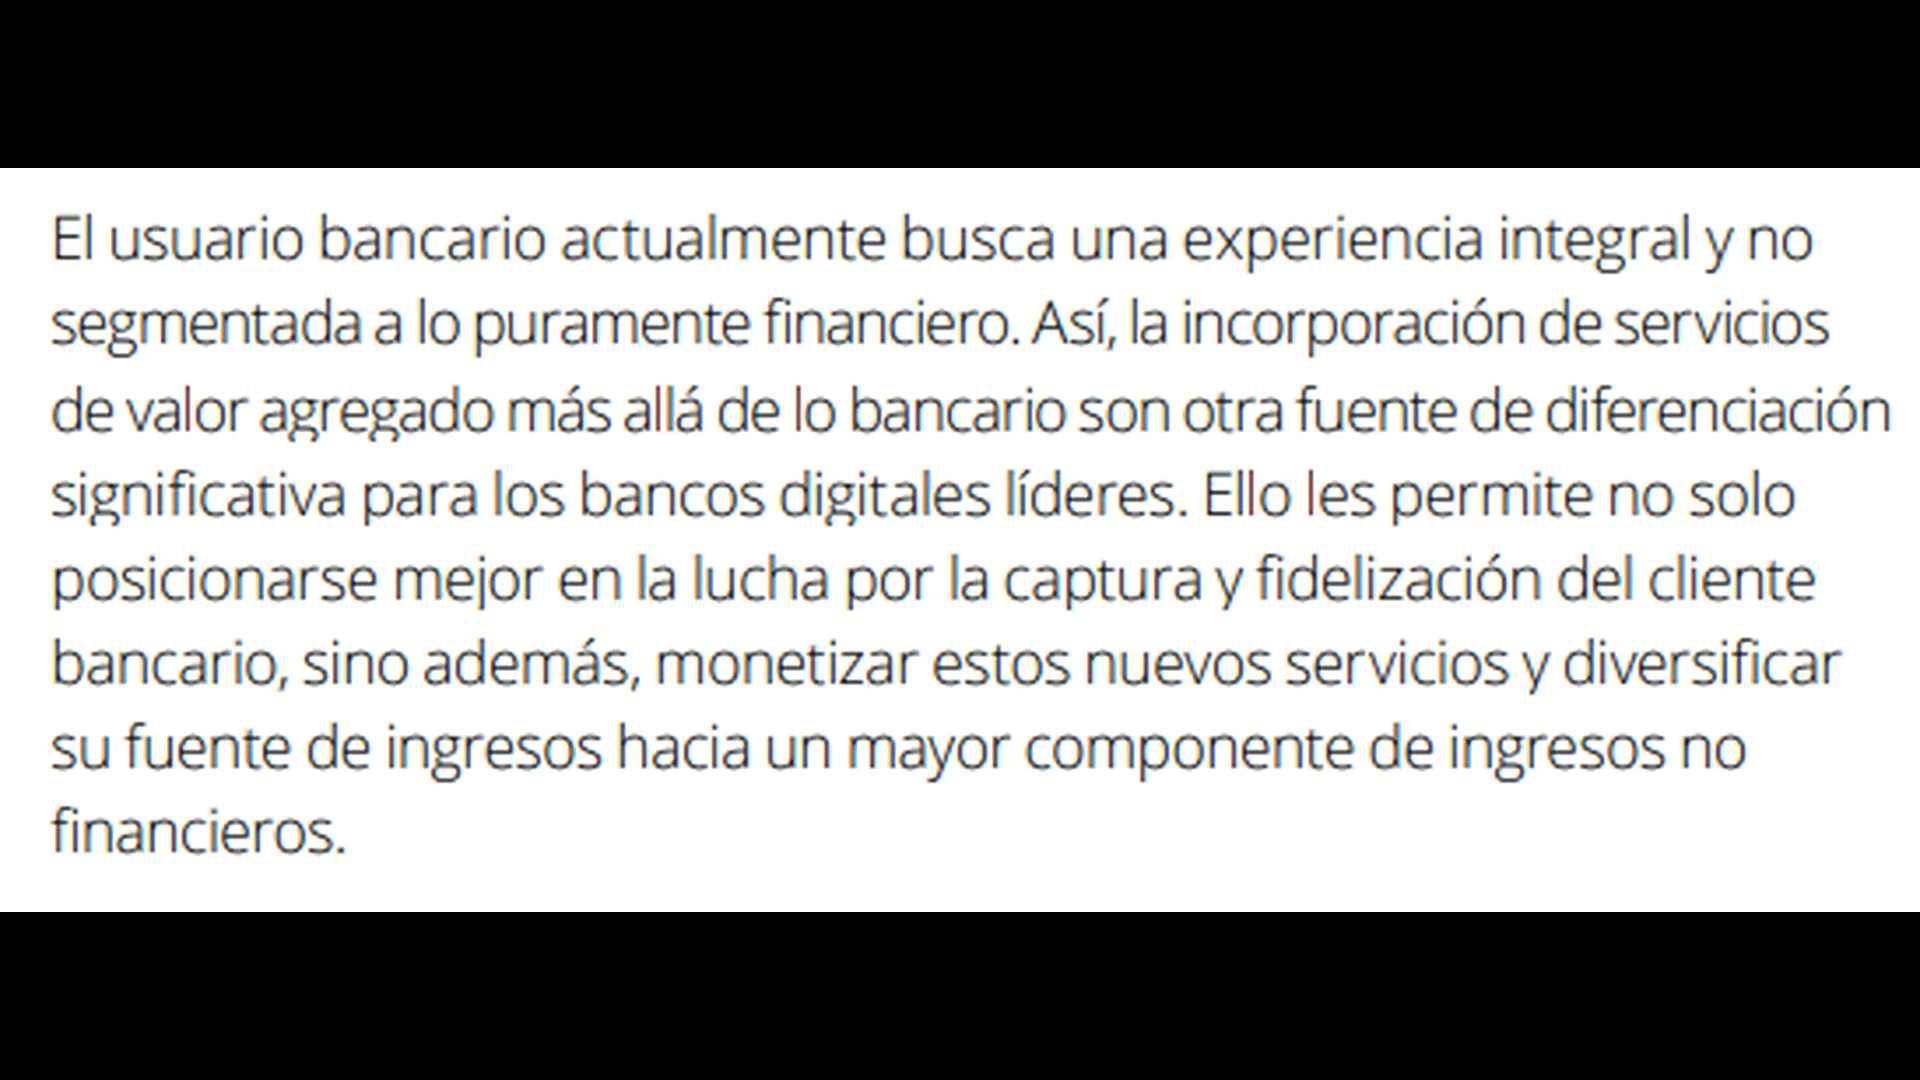 El usuario bancario actualmente busca una experiencia integral y no
segmentada a lo puramente financiero. Así, la incorporación de servicios
de valor agregado más allá de lo bancario son otra fuente de diferenciación
significativa para los bancos digitales líderes. Ello les permite no solo
posicionarse mejor en la lucha por la captura y fidelización del cliente
bancario, sino además, monetizar estos nuevos servicios y diversificar
su fuente de ingresos hacia un mayor componente de ingresos no
financieros.